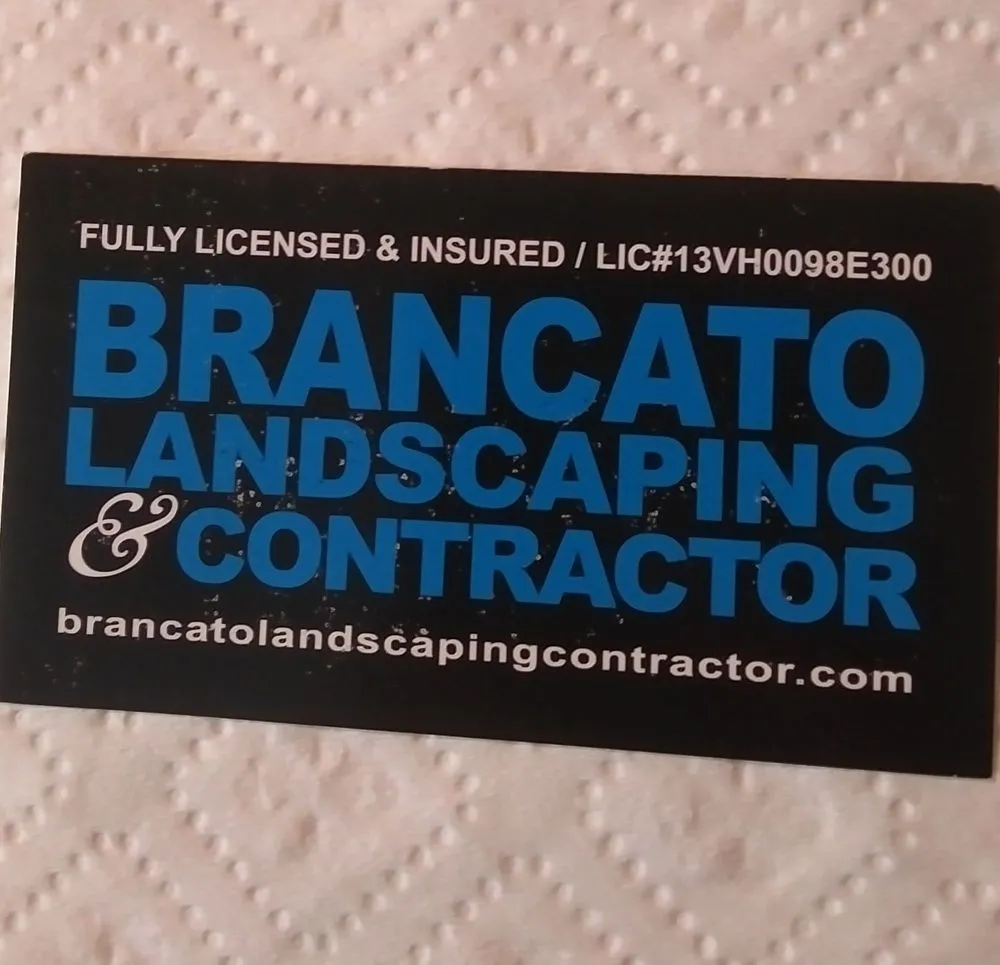 FULLY LICENSED & INSURED / LIC#13VH0098E300
BRANCATO
LANDSCAPING
& CONTRACTOR
brancatolandscapingcontractor.com